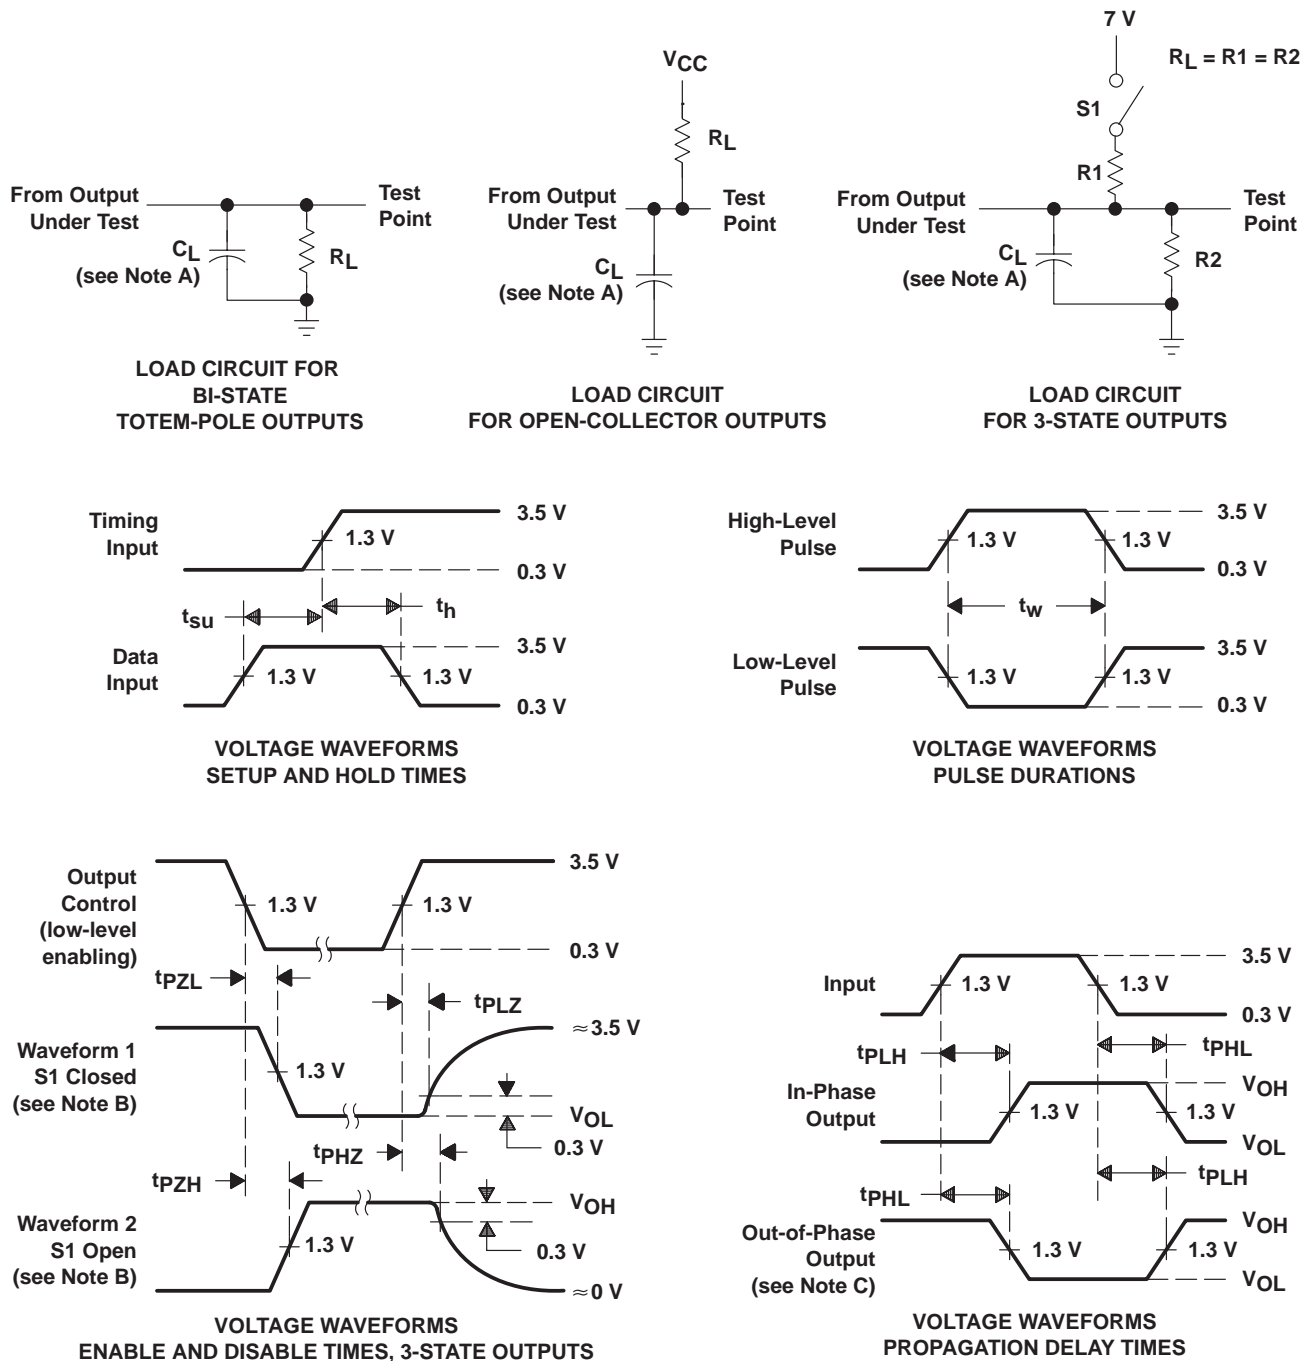 From Output
Under Test
Test
Point
CL
(see Note A)
RL
LOAD CIRCUIT FOR
BI-STATE
TOTEM-POLE OUTPUTS
VCC
RL
From Output
Under Test
Test
Point
CL
(see Note A)
LOAD CIRCUIT
FOR OPEN-COLLECTOR OUTPUTS
7 V
RL = R1 = R2
S1
R1
From Output
Under Test
Test
Point
CL
(see Note A)
R2
LOAD CIRCUIT
FOR 3-STATE OUTPUTS
Timing
Input
1.3 V
3.5 V
0.3 V
tsu
th
Data
Input
1.3 V
1.3 V
3.5 V
0.3 V
VOLTAGE WAVEFORMS
SETUP AND HOLD TIMES
High-Level
Pulse
1.3 V
1.3 V
3.5 V
0.3 V
tw
Low-Level
Pulse
1.3 V
1.3 V
3.5 V
0.3 V
VOLTAGE WAVEFORMS
PULSE DURATIONS
Output
Control
(low-level
enabling)
1.3 V
1.3 V
3.5 V
0.3 V
tPZL
tPLZ
Waveform 1
S1 Closed
(see Note B)
1.3 V
≈3.5 V
VOL
0.3 V
tPHZ
tPZH
Waveform 2
S1 Open
(see Note B)
1.3 V
VOH
0.3 V
≈0 V
VOLTAGE WAVEFORMS
ENABLE AND DISABLE TIMES, 3-STATE OUTPUTS
Input
1.3 V
1.3 V
3.5 V
0.3 V
tPLH
tPHL
In-Phase
Output
1.3 V
1.3 V
VOH
VOL
tPHL
tPLH
Out-of-Phase
Output
(see Note C)
1.3 V
1.3 V
VOH
VOL
VOLTAGE WAVEFORMS
PROPAGATION DELAY TIMES